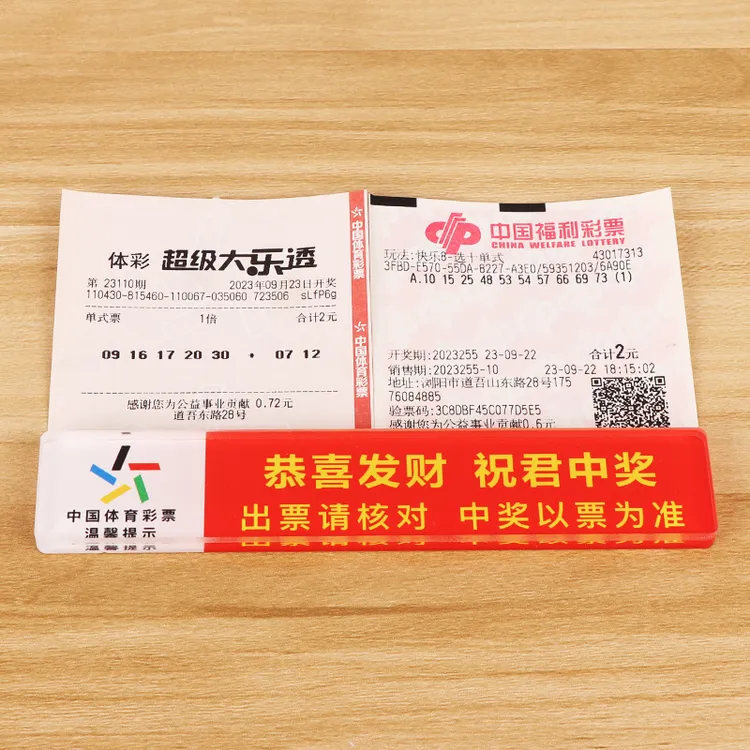 体彩 超级大乐透
第 23110期 2023年09月23日开奖
110430-815460-110067-035060 723506 sLfP6g
单式票 1倍 合计2元
09 16 17 20 30 + 07 12
感谢您为公益事业贡献 0.72元
道吾东路28号
中国体育彩票
中国体育彩票
中国福利彩票
CHINA WELFARE LOTTERY
玩法:快乐8-选十单式 43017313
3FBD-E570-55DA-B227-A3E0/59351203/6A90E
A.10 15 25 48 53 54 57 66 69 73 (1)
开奖期:2023255 23-09-22 合计2元
销售期:2023255-10 23-09-22 18:15:02
地址:浏阳市道吾山东路28号175
76084885
验票码:3C8DBF45C077D5E5
感谢您为公益事业贡献0.6元
中国体育彩票
温馨提示
恭喜发财 祝君中奖
出票请核对 中奖以票为准